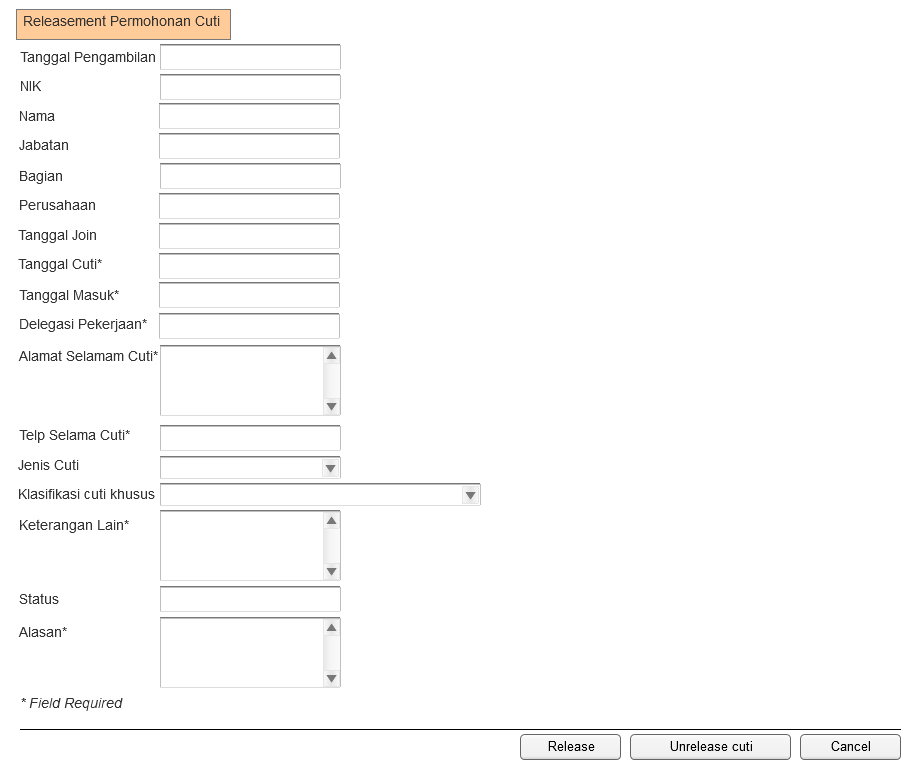 Releasement Permohonan Cuti
Tanggal Pengambilan
NIK
Nama
Jabatan
Bagian
Perusahaan
Tanggal Join
Tanggal Cuti*
Tanggal Masuk*
Delegasi Pekerjaan*
Alamat Selamam Cuti*
Telp Selama Cuti*
Jenis Cuti
Klasifikasi cuti khusus
Keterangan Lain*
Status
Alasan*
* Field Required
Release Unrelease cuti Cancel